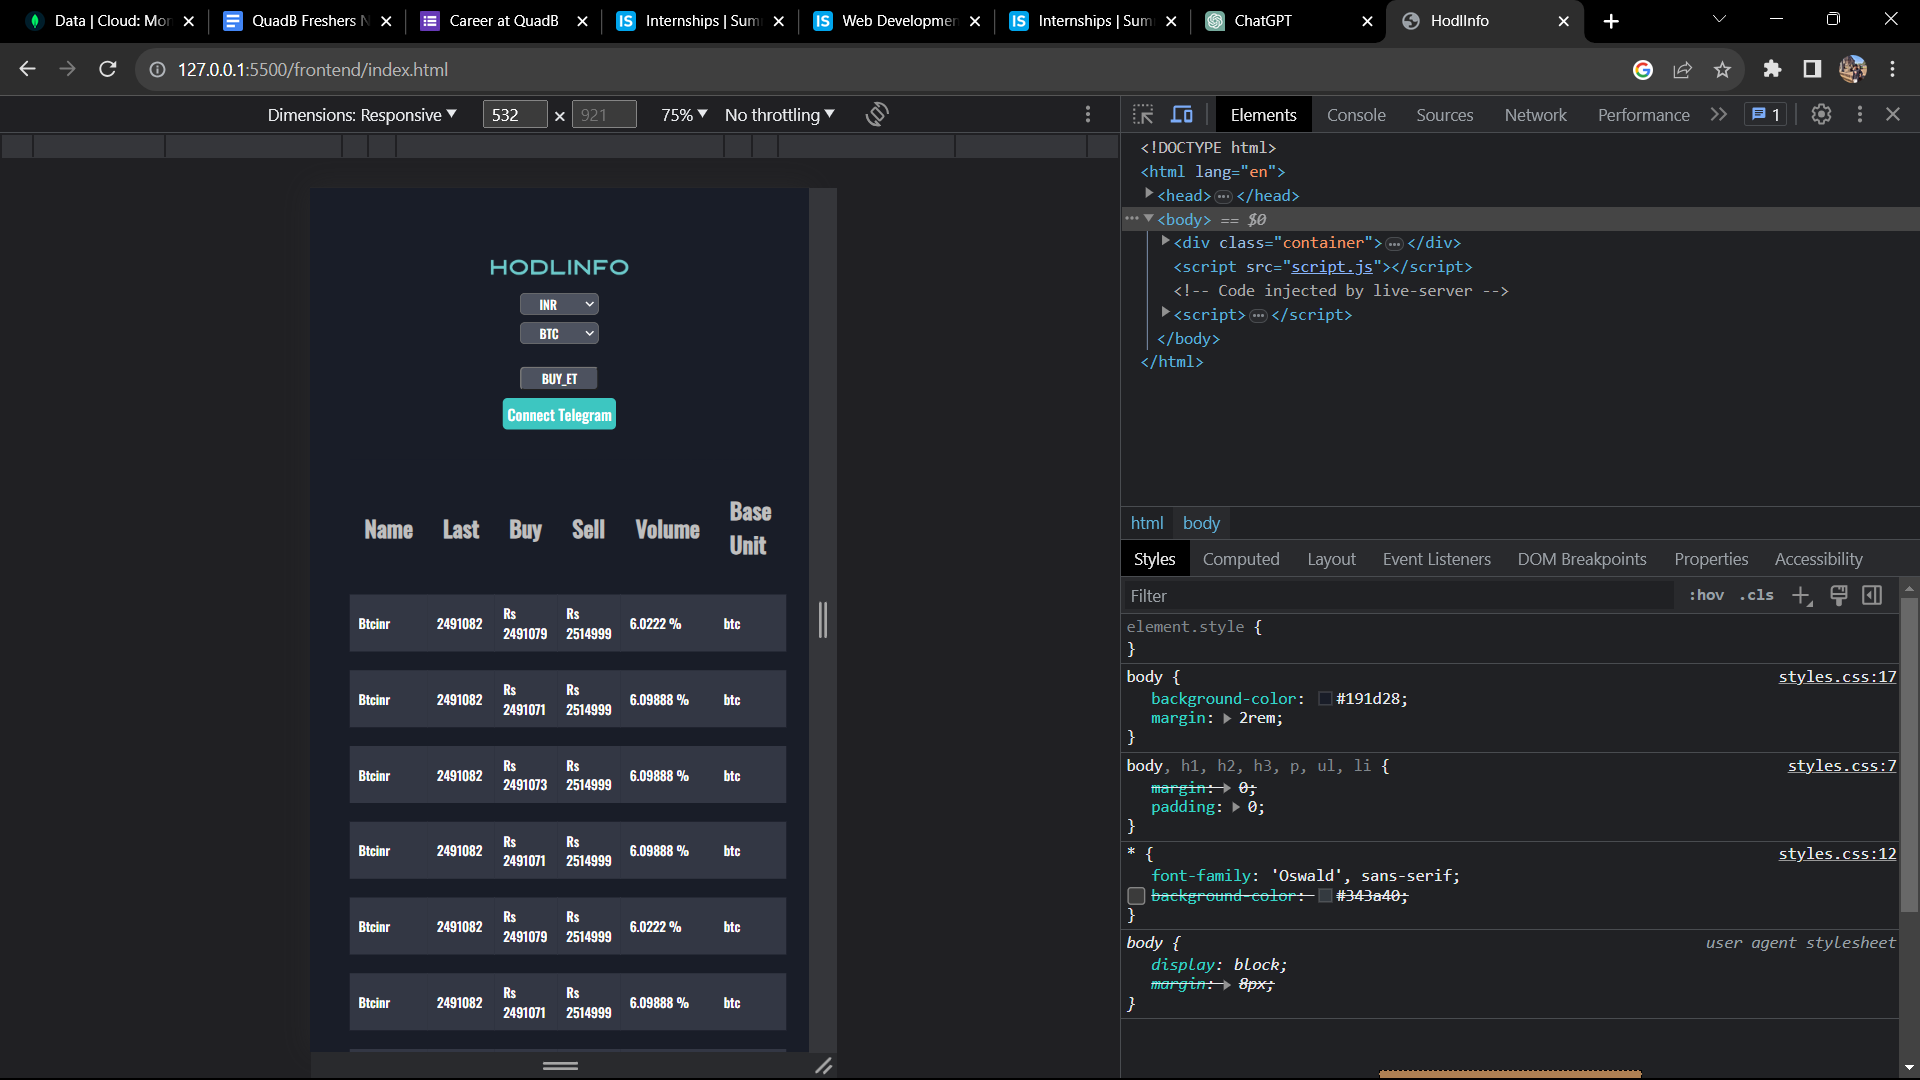 Data | Cloud: Mon
QuadB Freshers N
Career at QuadB
Internships | Sum
Web Developmen
Internships | Sum
ChatGPT
HodlInfo
127.0.0.1:5500/frontend/index.html
Dimensions: Responsive
532
×
921
75%
No throttling
Elements
Console
Sources
Network
Performance
1
<!DOCTYPE html>
<html lang="en">
<head> ··· </head>
··· <body> == $0
<div class="container"> ··· </div>
<script src="script.js"></script>
<!-- Code injected by live-server -->
<script> ··· </script>
</body>
</html>
HODLINFO
INR
BTC
BUY_ET
Connect Telegram
Name Last Buy Sell Volume Base Unit
Btcinr 2491082 Rs 2491079 Rs 2514999 6.0222 % btc
Btcinr 2491082 Rs 2491071 Rs 2514999 6.09888 % btc
Btcinr 2491082 Rs 2491073 Rs 2514999 6.09888 % btc
Btcinr 2491082 Rs 2491071 Rs 2514999 6.09888 % btc
Btcinr 2491082 Rs 2491079 Rs 2514999 6.0222 % btc
Btcinr 2491082 Rs 2491071 Rs 2514999 6.09888 % btc
html body
Styles Computed Layout Event Listeners DOM Breakpoints Properties Accessibility
Filter
:hov .cls
element.style {
}
body { styles.css:17
background-color: #191d28;
margin: 2rem;
}
body, h1, h2, h3, p, ul, li { styles.css:7
margin: 0;
padding: 0;
}
* { styles.css:12
font-family: 'Oswald', sans-serif;
background-color: #343a40;
}
body { user agent stylesheet
display: block;
margin: 8px;
}